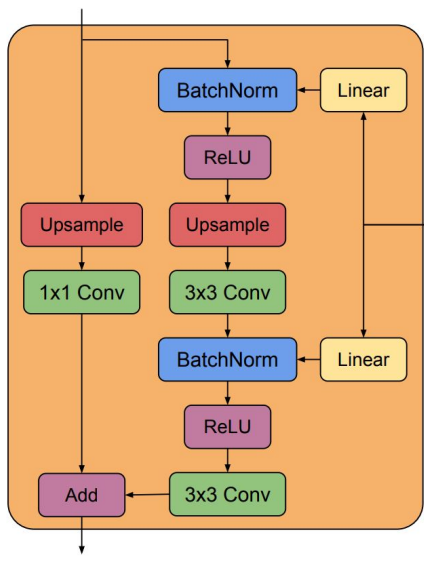 BatchNorm
Linear
ReLU
Upsample
Upsample
1x1 Conv
3x3 Conv
BatchNorm
Linear
ReLU
Add
3x3 Conv